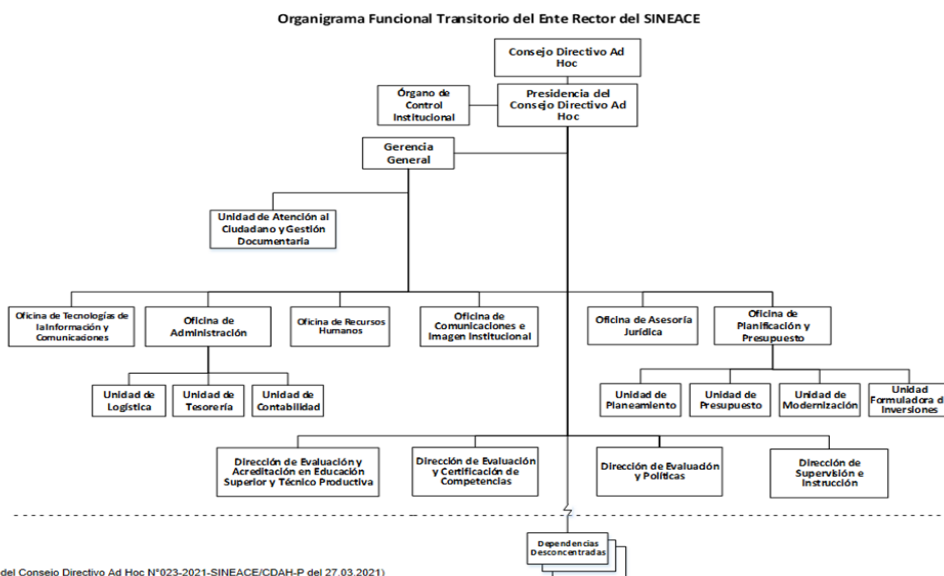 Organigrama Funcional Transitorio del Ente Rector del SINEACE
Consejo Directivo Ad
Hoc
Órgano de
Control
Institucional
Presidencia del
Consejo Directivo Ad
Hoc
Gerencia
General
Unidad de Atención al
Ciudadano y Gestión
Documentaria
Oficina de Tecnologías de
la Información y
Comunicaciones
Oficina de
Administración
Oficina de Recursos
Humanos
Oficina de
Comunicaciones e
Imagen Institucional
Oficina de Asesoría
Jurídica
Oficina de
Planificación y
Presupuesto
Unidad de
Logística
Unidad de
Tesorería
Unidad de
Contabilidad
Unidad de
Planeamiento
Unidad de
Presupuesto
Unidad de
Modernización
Unidad
Formuladora d
Inversiones
Dirección de Evaluación y
Acreditación en Educación
Superior y Técnico Productiva
Dirección de Evaluación
y Certificación de
Competencias
Dirección de Evaluación
y Políticas
Dirección de
Supervisión e
Instrucción
Dependencias
Desconcentradas
del Consejo Directivo Ad Hoc N°023-2021-SINEACE/CDAH-P del 27.03.2021)